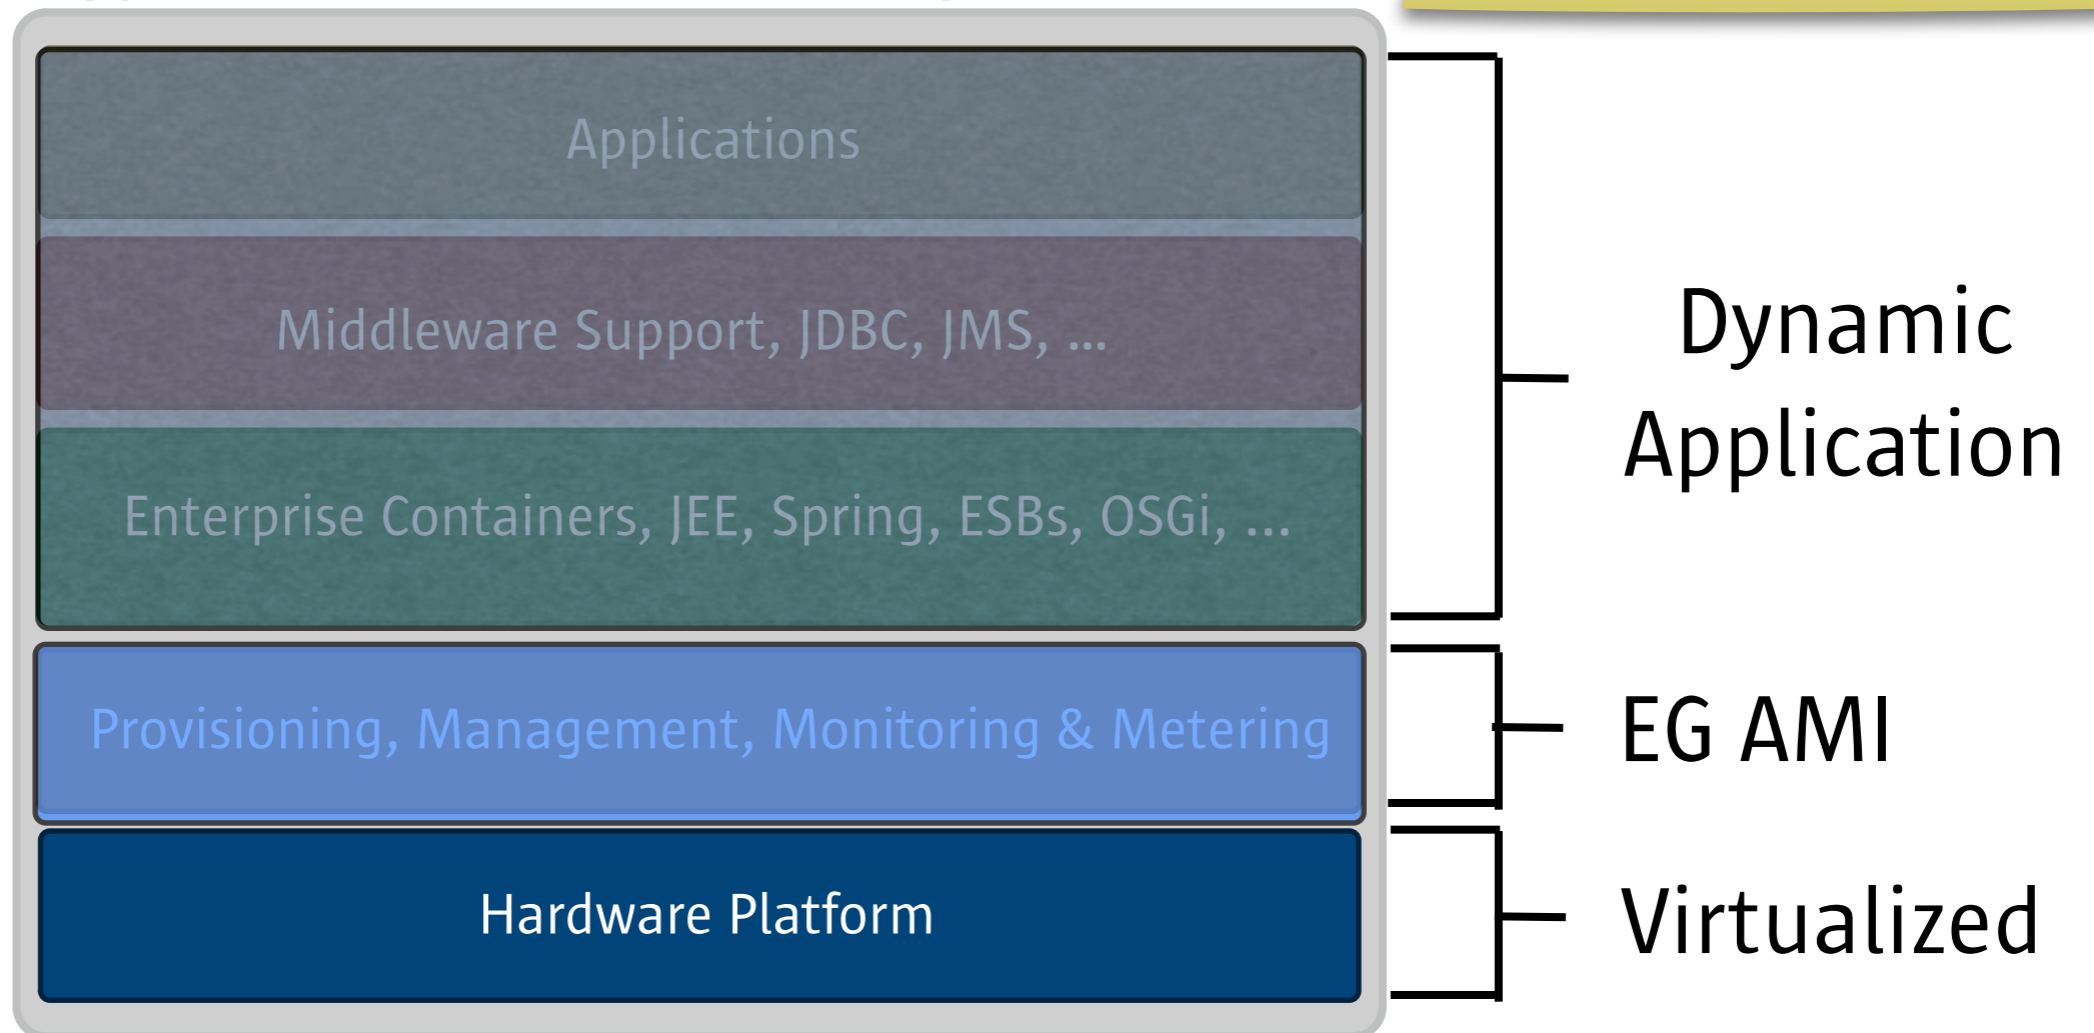 Applications
Middleware Support, JDBC, JMS, ...
Enterprise Containers, JEE, Spring, ESBs, OSGi, ...
Dynamic
Application
Provisioning, Management, Monitoring & Metering
EG AMI
Hardware Platform
Virtualized